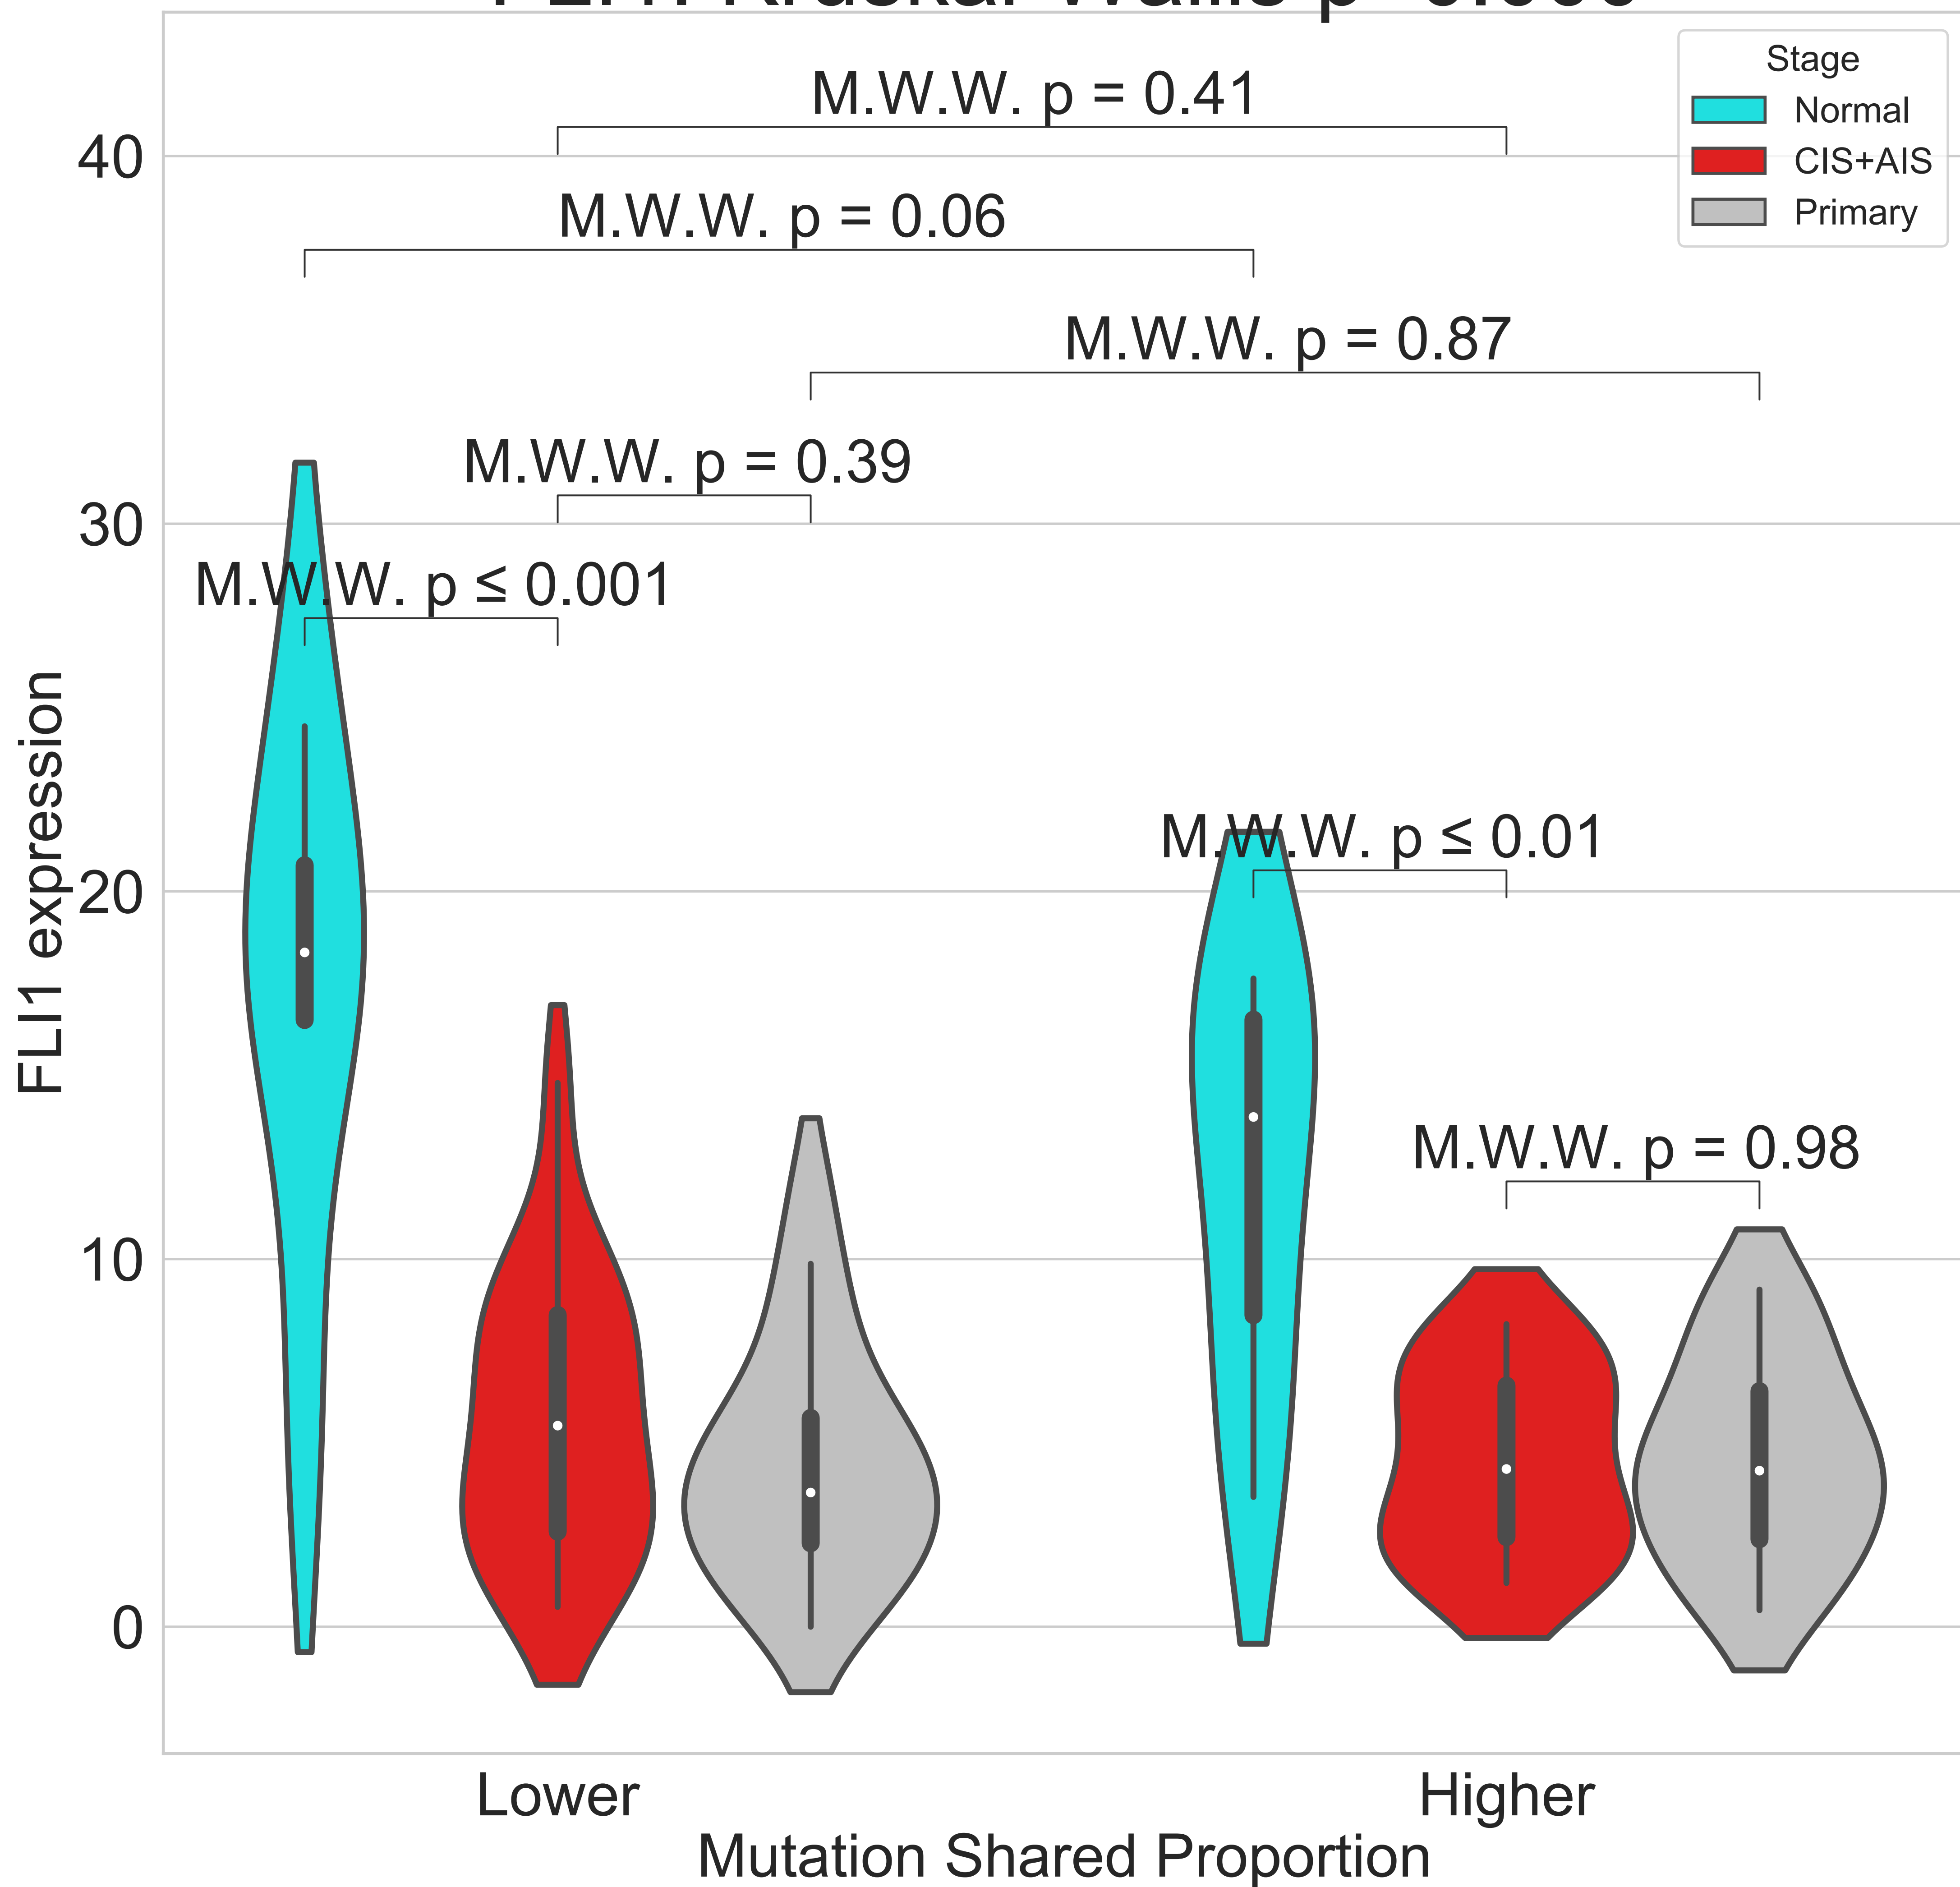 Stage
Normal
CIS+AIS
Primary
M.W.W. p = 0.41
40
M.W.W. p = 0.06
M.W.W. p = 0.87
M.W.W. p = 0.39
30
M.W.W. p ≤ 0.001
M.W.W. p ≤ 0.01
20
FLI1 expression
M.W.W. p = 0.98
10
0
Lower
Higher
Mutation Shared Proportion